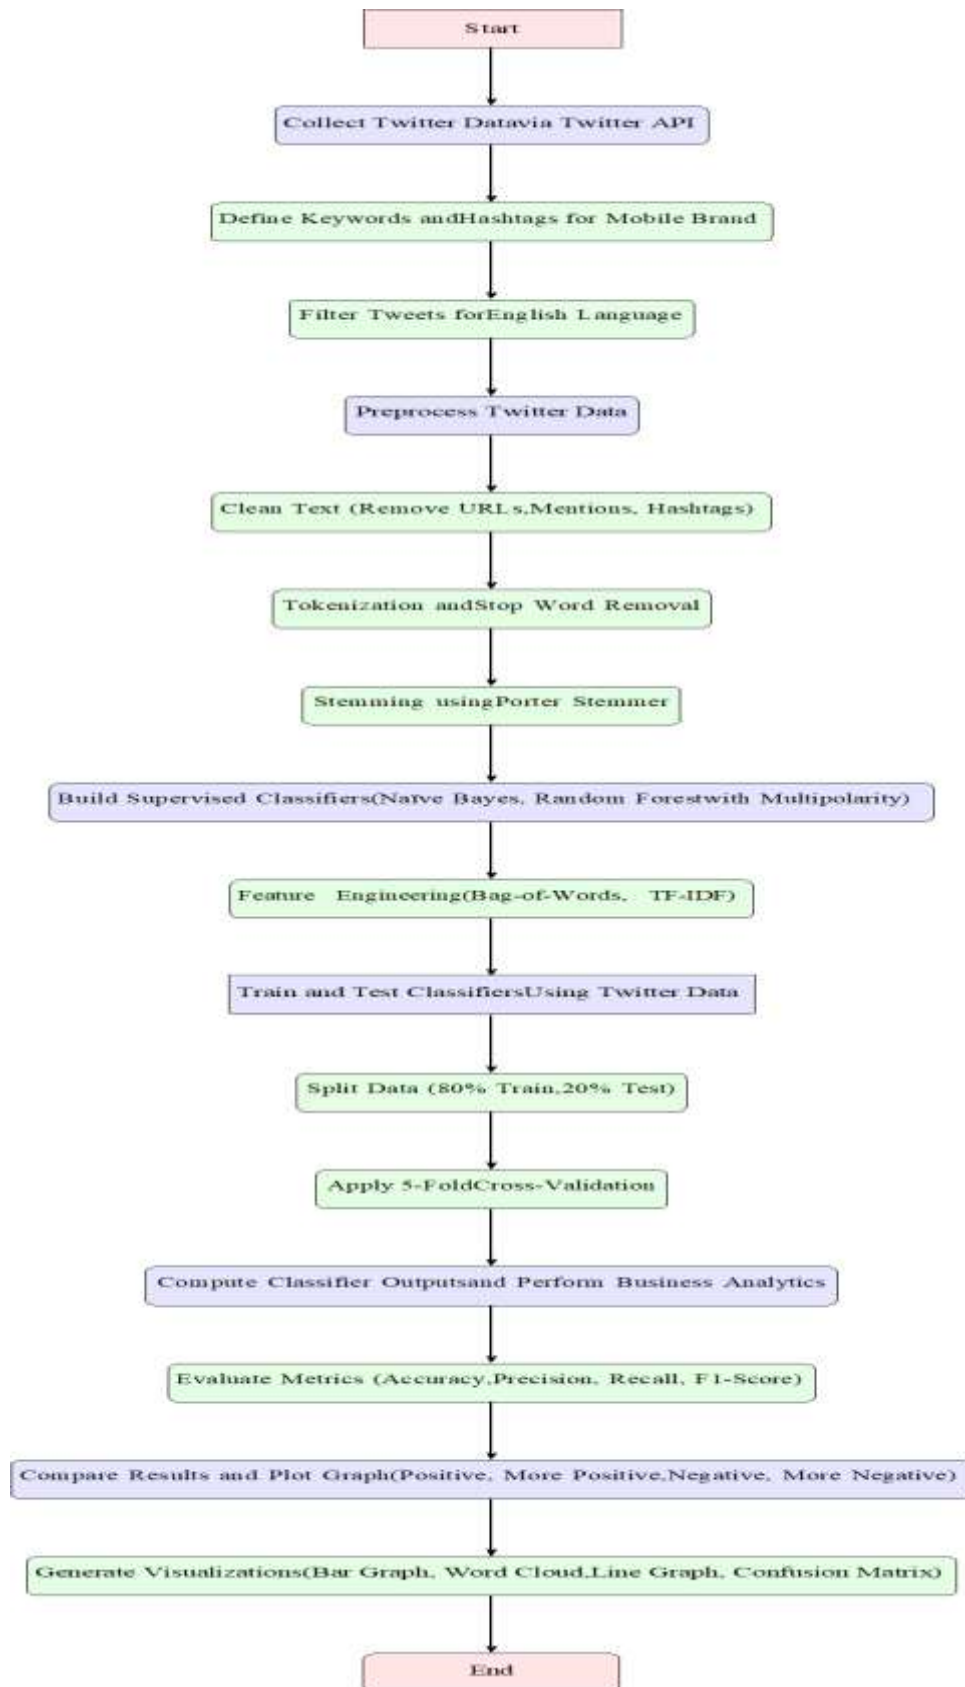 Start
Collect Twitter Datavia Twitter API
Define Keywords andHashtags for Mobile Brand
Filter Tweets forEnglish Language
Preprocess Twitter Data
Clean Text (Remove URLs,Mentions, Hashtags)
Tokenization andStop Word Removal
Stemming usingPorter Stemmer
Build Supervised Classifiers(Naïve Bayes, Random Forestwith Multipolarity)
Feature Engineering(Bag-of-Words, TF-IDF)
Train and Test ClassifiersUsing Twitter Data
Split Data (80% Train,20% Test)
Apply 5-FoldCross-Validation
Compute Classifier Outputsand Perform Business Analytics
Evaluate Metrics (Accuracy,Precision, Recall, F1-Score)
Compare Results and Plot Graph(Positive, More Positive,Negative, More Negative)
Generate Visualizations(Bar Graph, Word Cloud,Line Graph, Confusion Matrix)
End